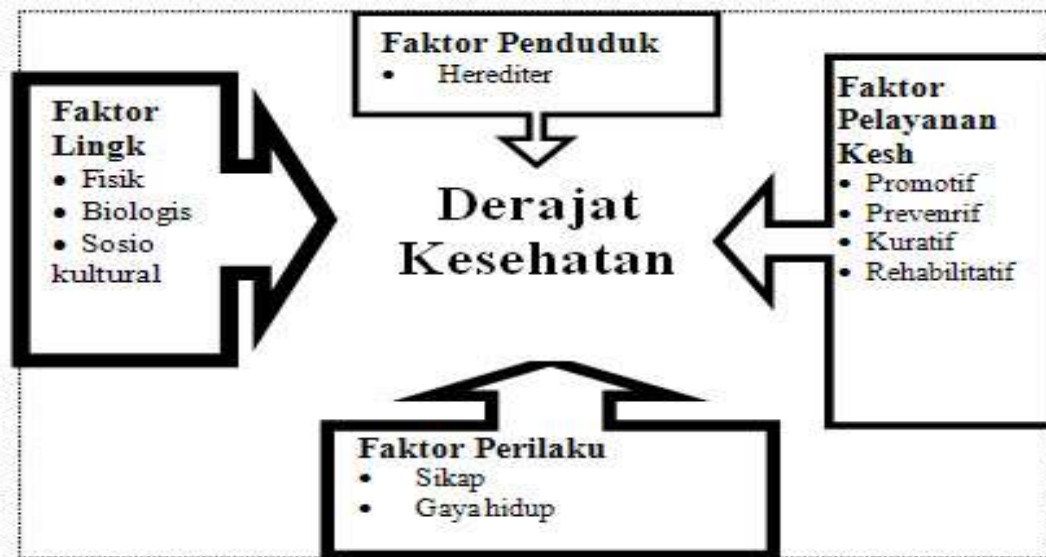 Faktor Penduduk
• Herediter
Faktor
Lingk
• Fisik
• Biologis
• Sosio
kultural
Derajat
Kesehatan
Faktor
Pelayanan
Kesh
• Promotif
• Prevenrif
• Kuratif
• Rehabilitatif
Faktor Perilaku
• Sikap
• Gaya hidup